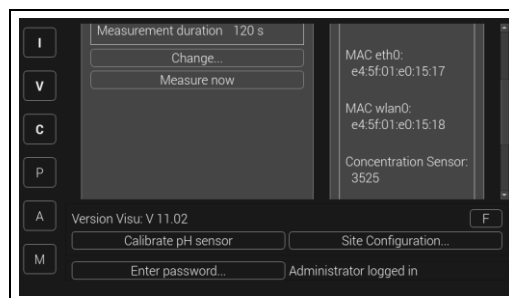 I
V
C
P
A
M
Measurement duration 120 s
Change...
Measure now
MAC eth0:
e4:5f:01:e0:15:17
MAC wlan0:
e4:5f:01:e0:15:18
Concentration Sensor:
3525
Version Visu: V 11.02
F
Calibrate pH sensor
Site Configuration...
Enter password...
Administrator logged in